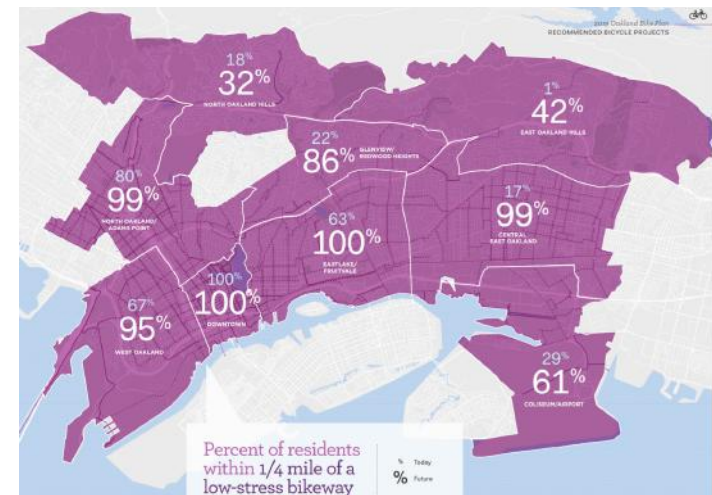 2019 Oakland Bike Plan
RECOMMENDED BICYCLE PROJECTS
18%
32%
NORTH OAKLAND HILLS
1%
42%
EAST OAKLAND HILLS
22%
86%
GLENVIEW/
REDWOOD HEIGHTS
80%
99%
NORTH OAKLAND/
ADAMS POINT
17%
99%
CENTRAL
EAST OAKLAND
63%
100%
EASTLAKE/
FRUITVALE
100%
100%
DOWNTOWN
67%
95%
WEST OAKLAND
29%
61%
COLISEUM/AIRPORT
Percent of residents
within 1/4 mile of a
low-stress bikeway
% Today
% Future